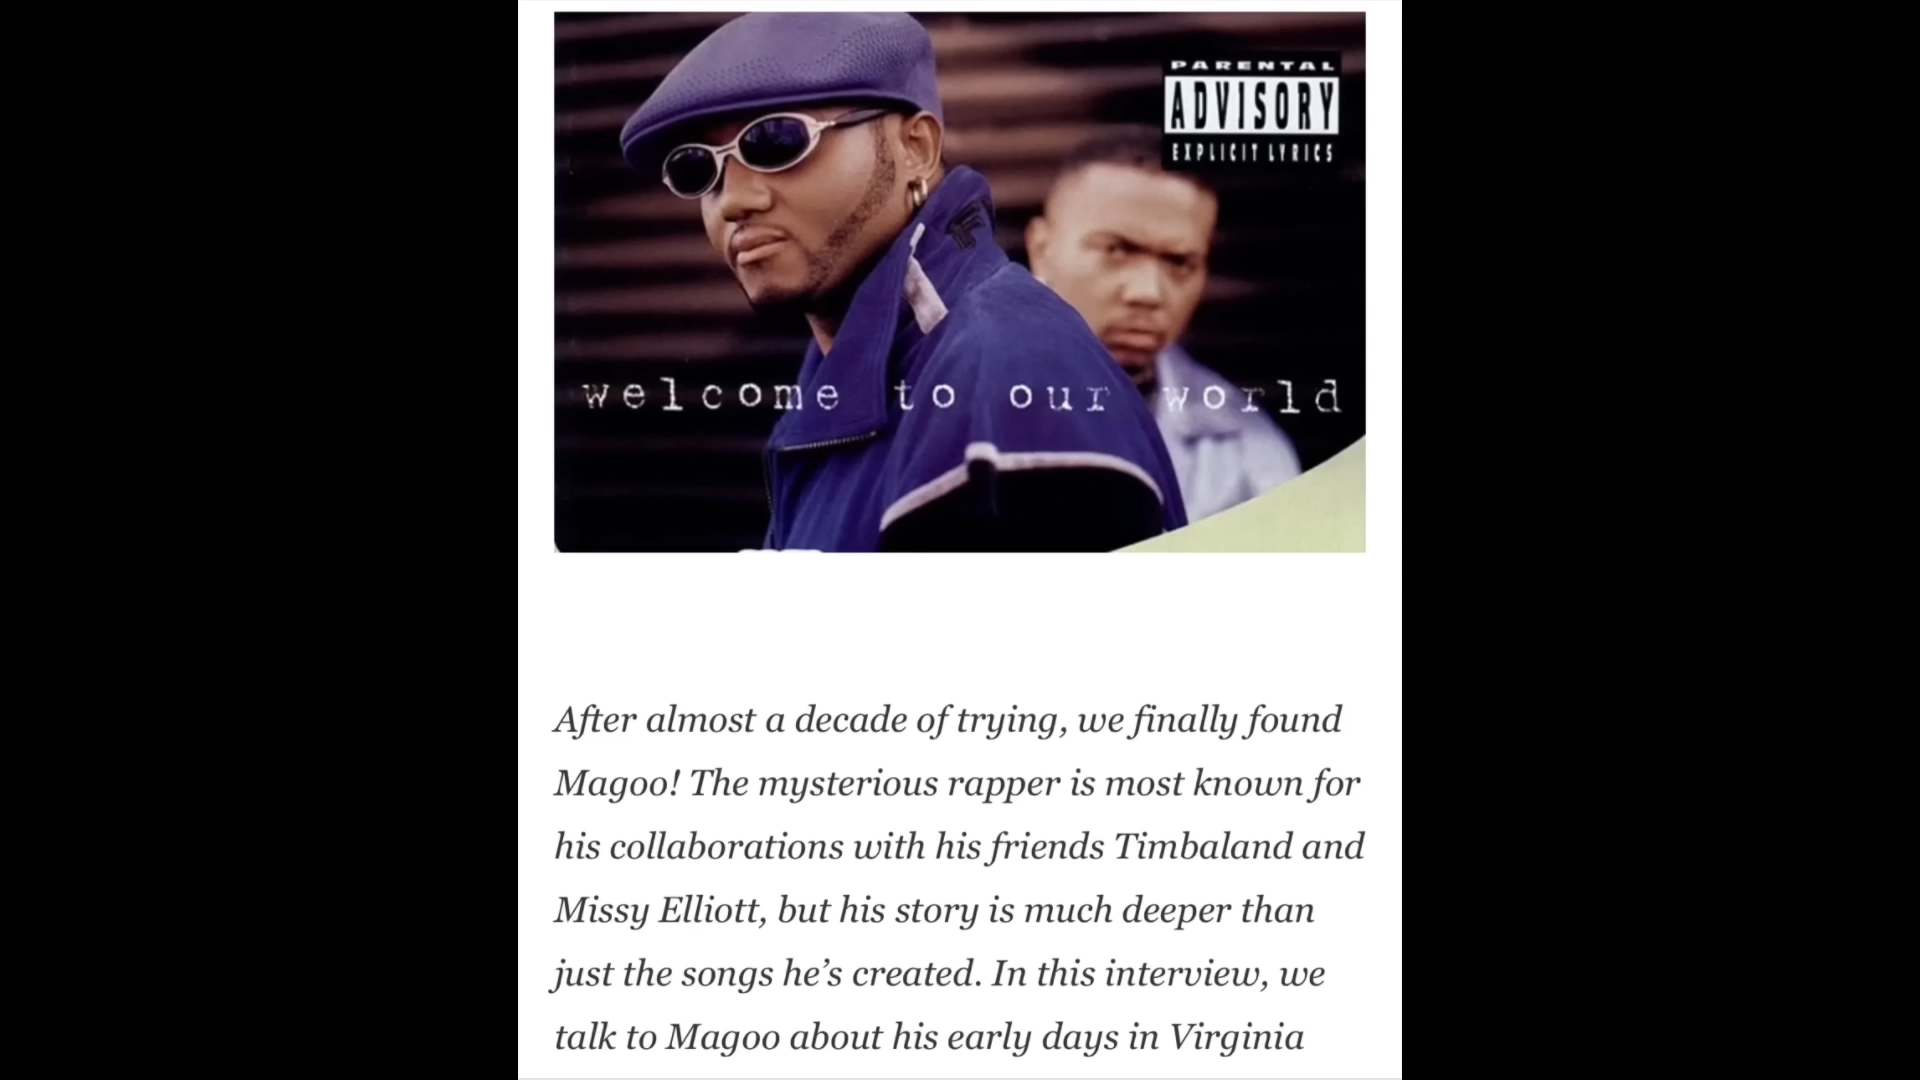 PARENTAL
ADVISORY
EXPLICIT LYRICS
welcome to our world
After almost a decade of trying, we finally found
Magoo! The mysterious rapper is most known for
his collaborations with his friends Timbaland and
Missy Elliott, but his story is much deeper than
just the songs he’s created. In this interview, we
talk to Magoo about his early days in Virginia